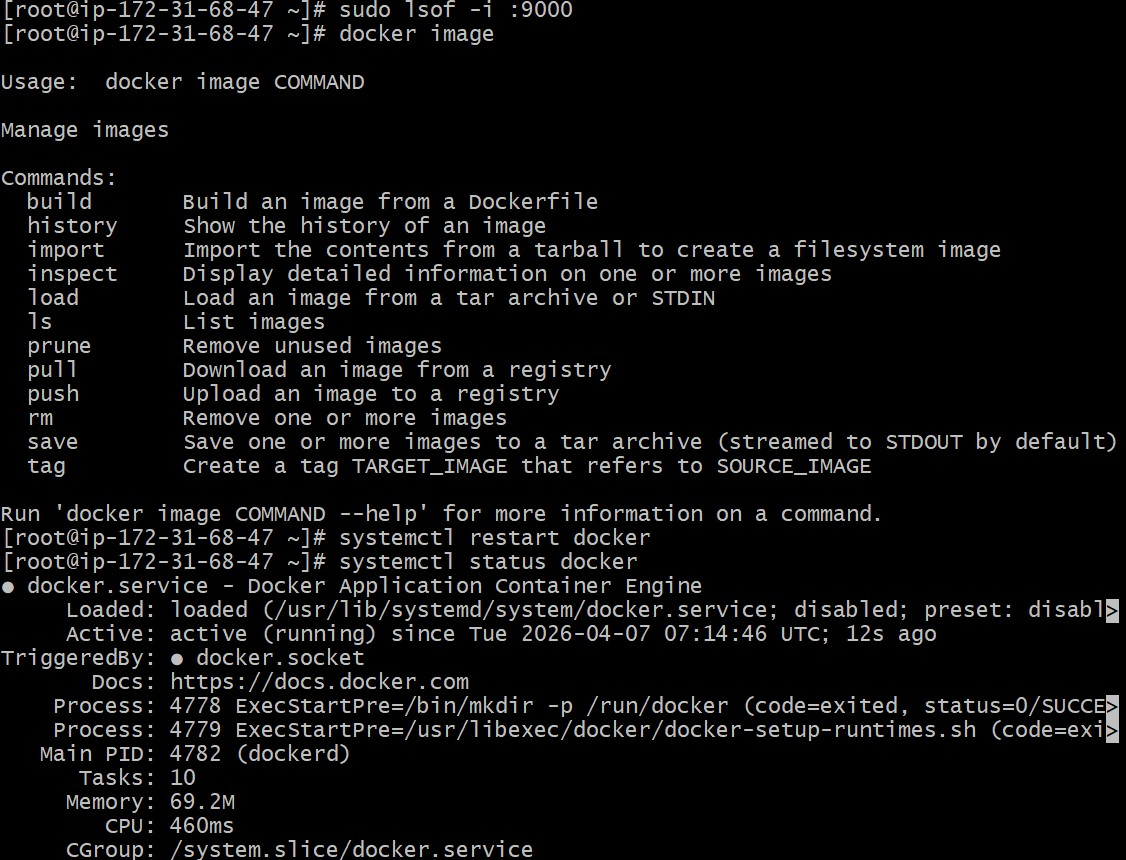 [root@ip-172-31-68-47 ~]# sudo lsof -i :9000
[root@ip-172-31-68-47 ~]# docker image

Usage:  docker image COMMAND

Manage images

Commands:
  build       Build an image from a Dockerfile
  history     Show the history of an image
  import      Import the contents from a tarball to create a filesystem image
  inspect     Display detailed information on one or more images
  load        Load an image from a tar archive or STDIN
  ls          List images
  prune       Remove unused images
  pull        Download an image from a registry
  push        Upload an image to a registry
  rm          Remove one or more images
  save        Save one or more images to a tar archive (streamed to STDOUT by default)
  tag         Create a tag TARGET_IMAGE that refers to SOURCE_IMAGE

Run 'docker image COMMAND --help' for more information on a command.
[root@ip-172-31-68-47 ~]# systemctl restart docker
[root@ip-172-31-68-47 ~]# systemctl status docker
● docker.service - Docker Application Container Engine
     Loaded: loaded (/usr/lib/systemd/system/docker.service; disabled; preset: disabl>
     Active: active (running) since Tue 2026-04-07 07:14:46 UTC; 12s ago
TriggeredBy: ● docker.socket
       Docs: https://docs.docker.com
    Process: 4778 ExecStartPre=/bin/mkdir -p /run/docker (code=exited, status=0/SUCCE>
    Process: 4779 ExecStartPre=/usr/libexec/docker/docker-setup-runtimes.sh (code=exi>
   Main PID: 4782 (dockerd)
      Tasks: 10
     Memory: 69.2M
        CPU: 460ms
     CGroup: /system.slice/docker.service